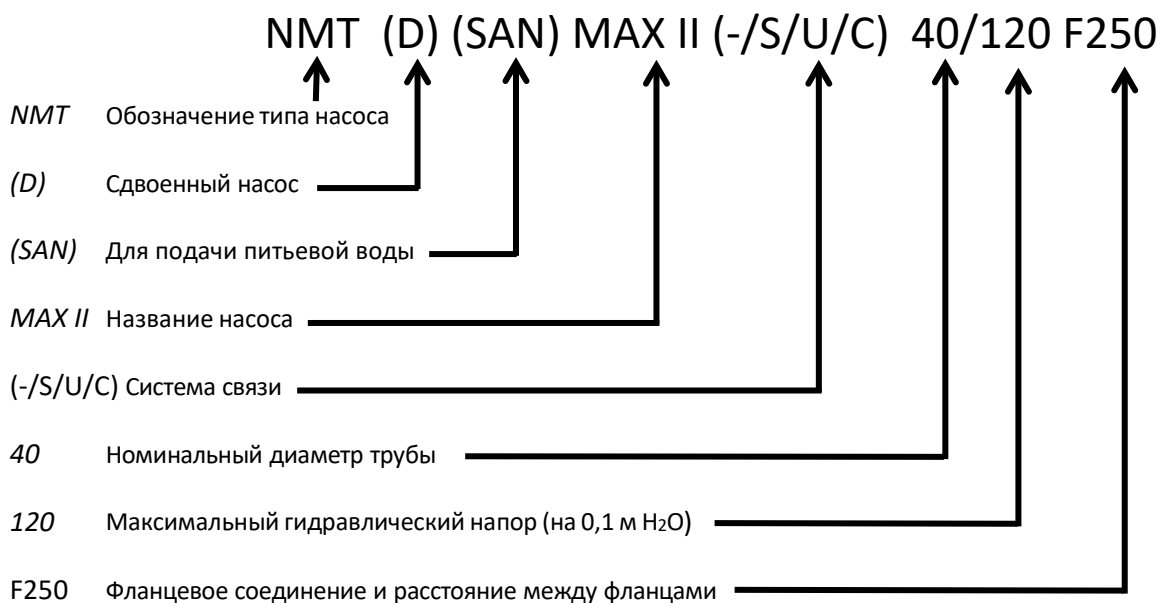 NMT (D) (SAN) MAX II (-/S/U/C) 40/120 F250
NMT Обозначение типа насоса
(D) Сдвоенный насос
(SAN) Для подачи питьевой воды
MAX II Название насоса
(-/S/U/C) Система связи
40 Номинальный диаметр трубы
120 Максимальный гидравлический напор (на 0,1 м H₂O)
F250 Фланцевое соединение и расстояние между фланцами